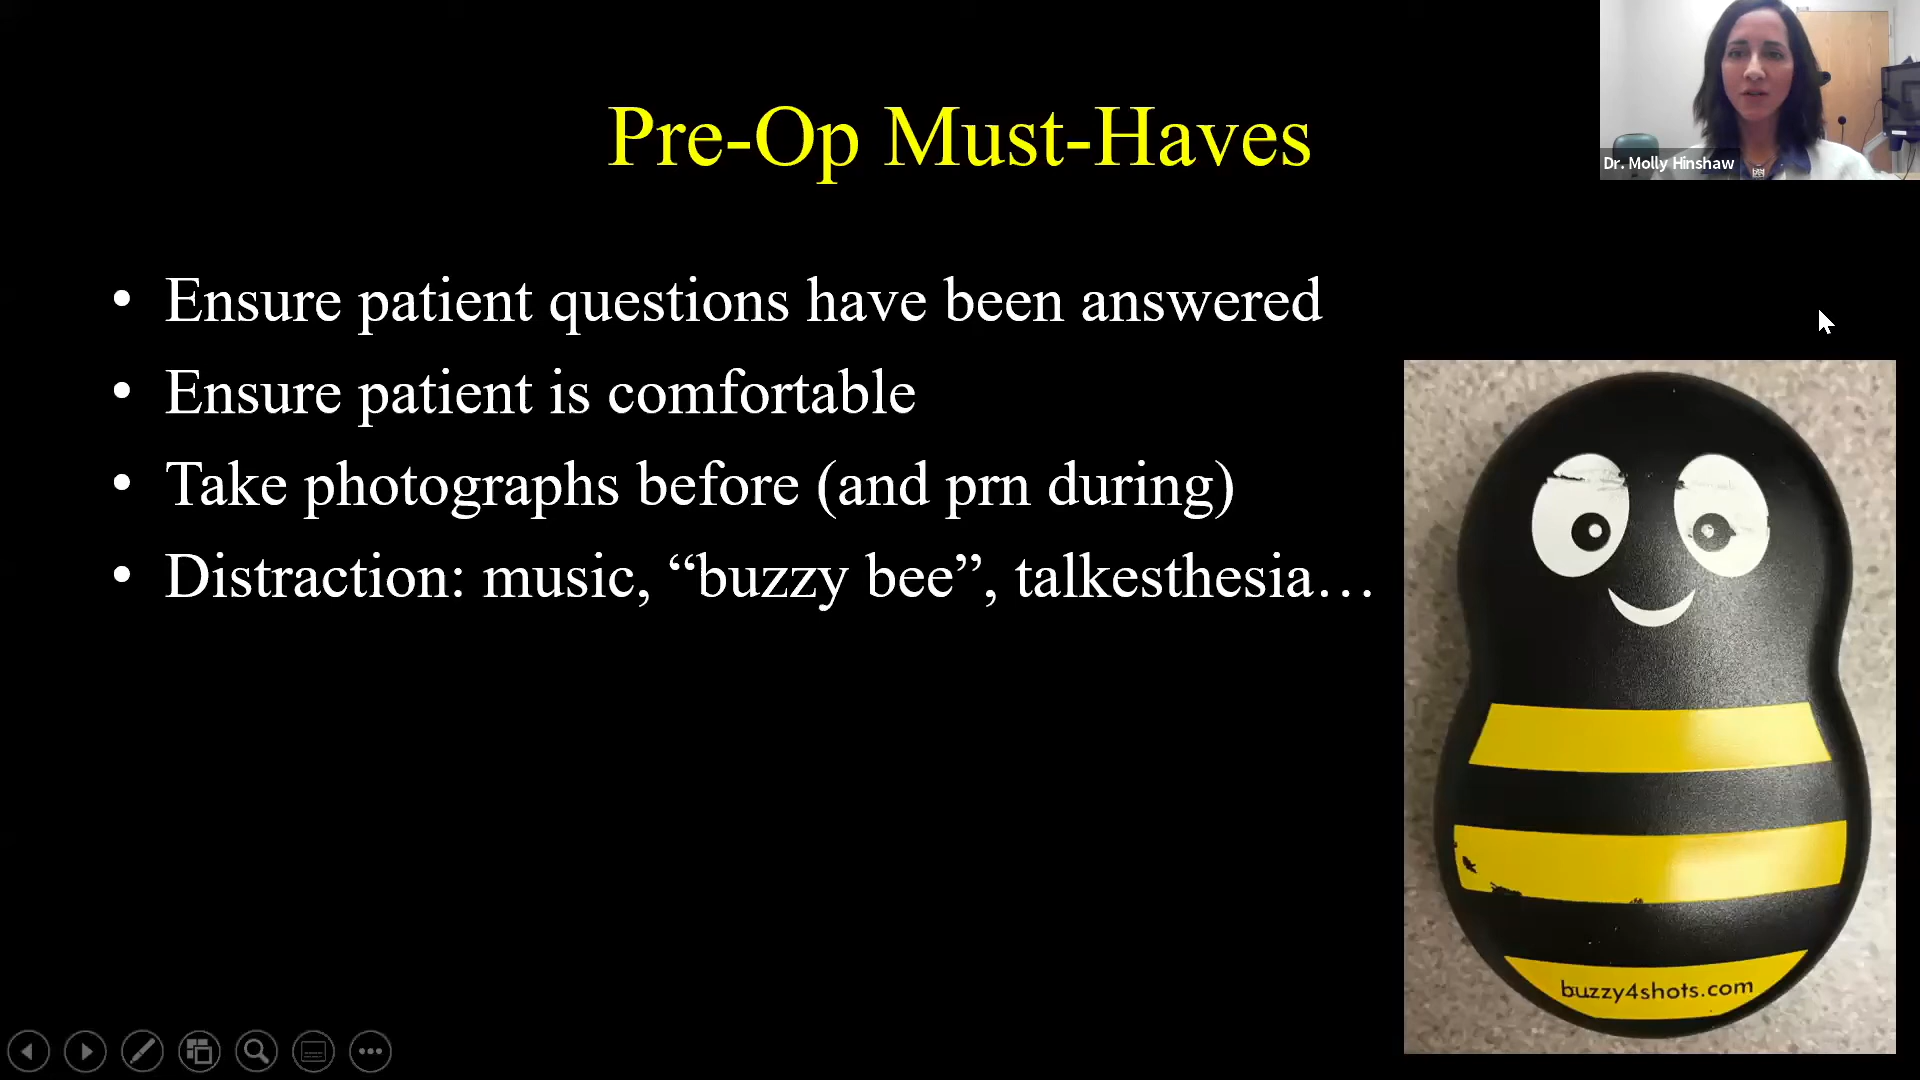 Pre-Op Must-Haves
Dr. Molly Hinshaw
• Ensure patient questions have been answered
• Ensure patient is comfortable
• Take photographs before (and prn during)
• Distraction: music, “buzzy bee”, talkesthesia…
buzzy4shots.com